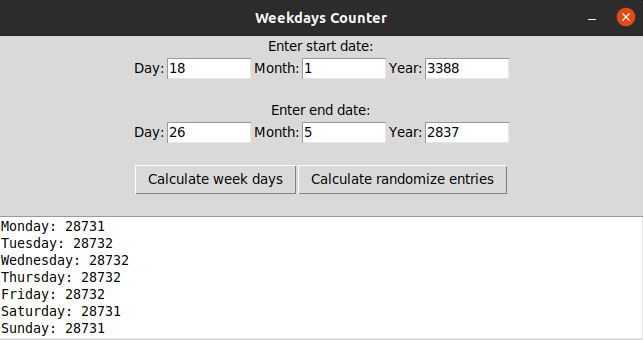 Weekdays Counter
Enter start date:
Day: 18 Month: 1 Year: 3388
Enter end date:
Day: 26 Month: 5 Year: 2837
Calculate week days Calculate randomize entries
Monday: 28731
Tuesday: 28732
Wednesday: 28732
Thursday: 28732
Friday: 28732
Saturday: 28731
Sunday: 28731